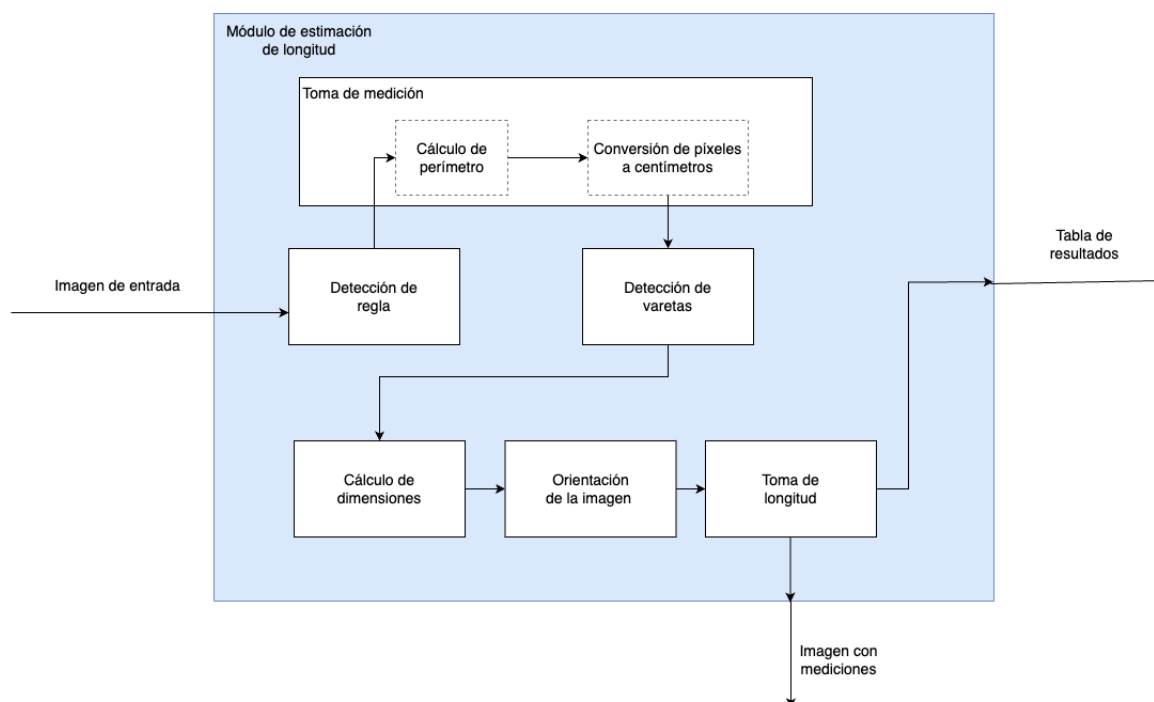 Módulo de estimación
de longitud
Toma de medición
Cálculo de
perímetro
Conversión de píxeles
a centímetros
Tabla de
resultados
Imagen de entrada
Detección de
regla
Detección de
varetas
Cálculo de
dimensiones
Orientación
de la imagen
Toma de
longitud
Imagen con
mediciones